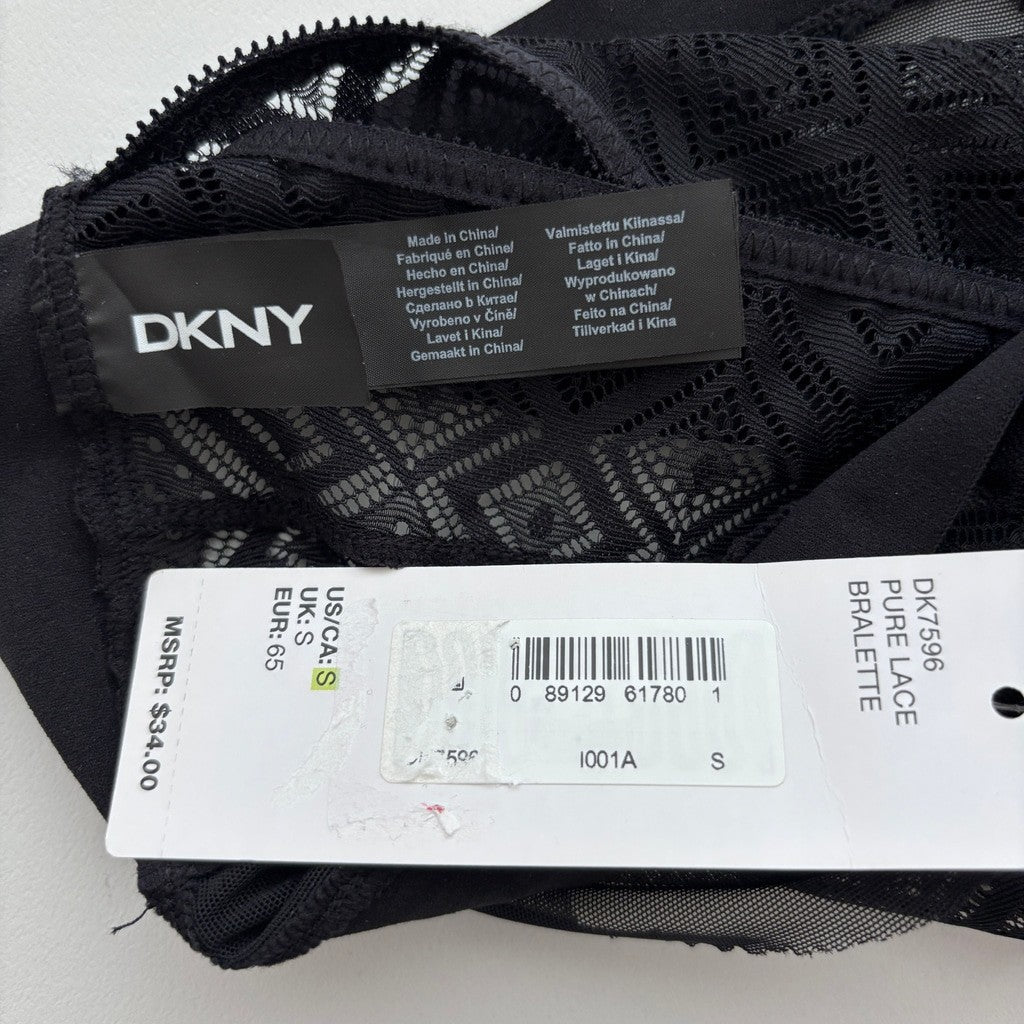 DKNY
Made in China/
Fabriqué en Chine/
Hecho en China/
Hergestellt in China/
Сделано в Китае/
Vyrobeno v Čině/
Lavet i Kina/
Gemaakt in China/
Valmistettu Kiinassa/
Fatto in China/
Laget i Kina/
Wyprodukowano
w Chinach/
Feito na China/
Tillverkad i Kina
MSRP: $34.00
US/CA: S
UK: S
EUR: 65
0 89129 61780 1
I001A S
DK7596
PURE LACE
BRALETTE